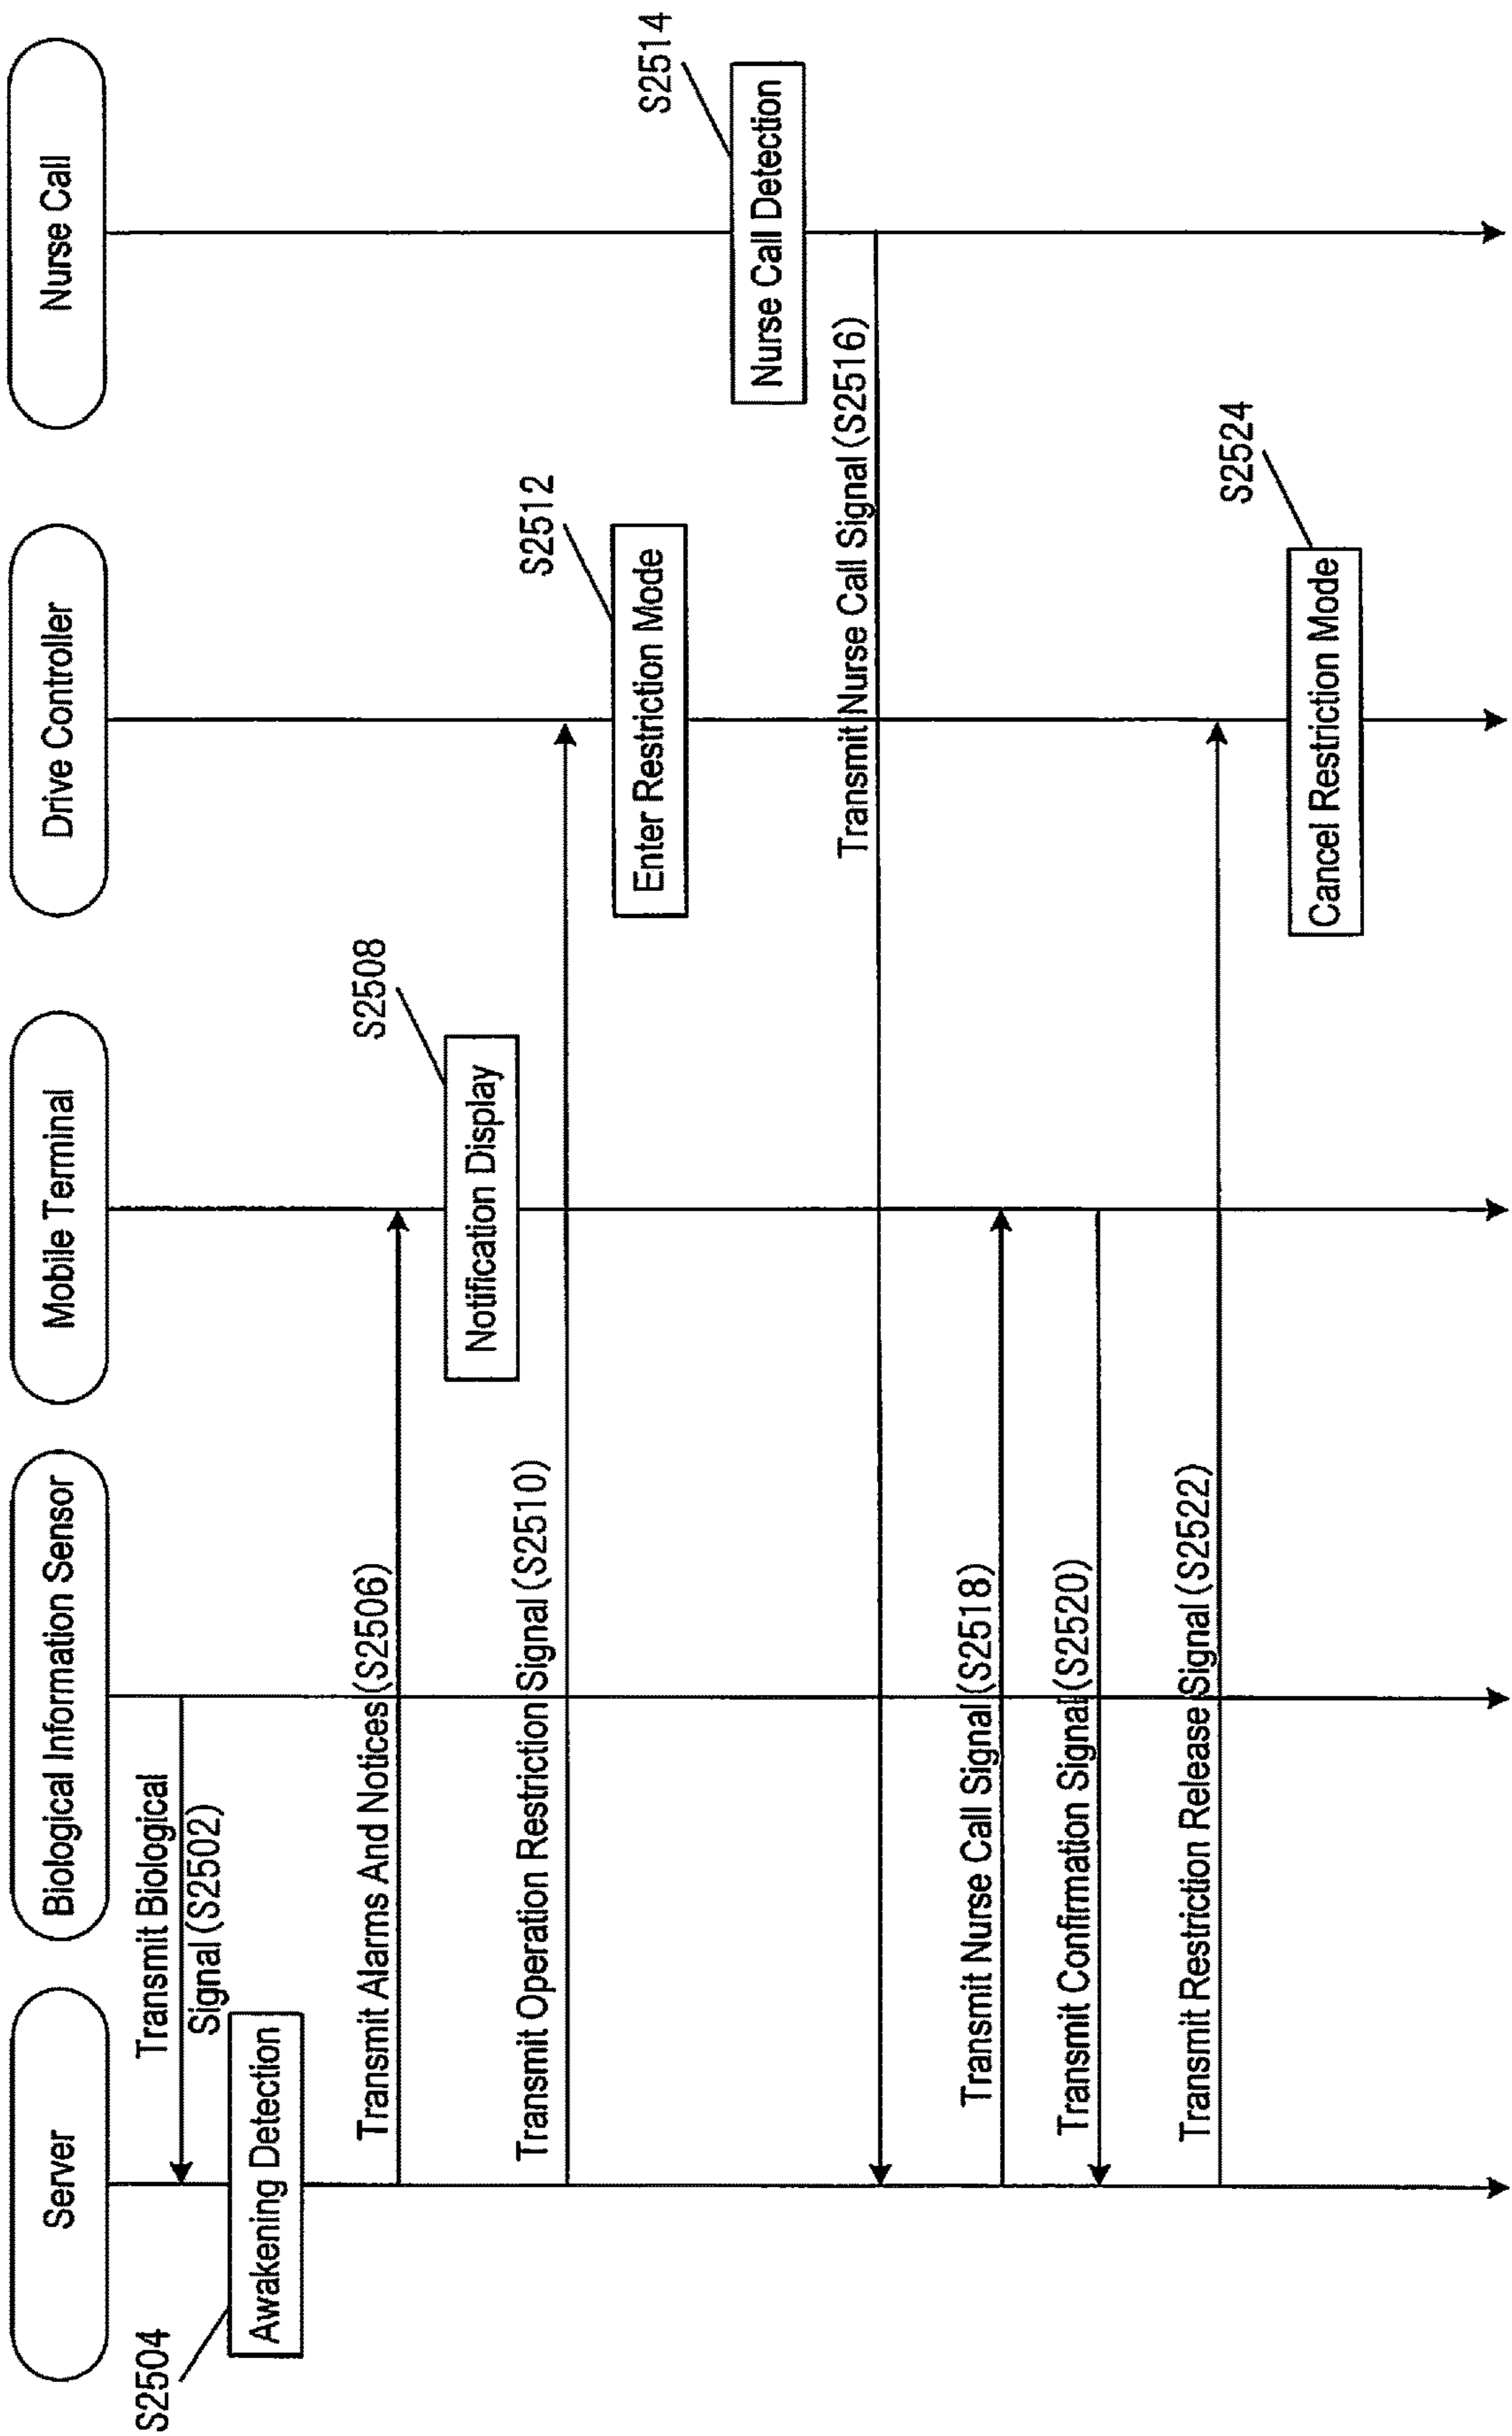 Server
Biological Information Sensor
Mobile Terminal
Drive Controller
Nurse Call
Transmit Biological
Signal (S2502)
S2504
Awakening Detection
Transmit Alarms And Notices (S2506)
S2508
Notification Display
Transmit Operation Restriction Signal (S2510)
S2512
Enter Restriction Mode
S2514
Nurse Call Detection
Transmit Nurse Call Signal (S2516)
Transmit Nurse Call Signal (S2518)
Transmit Confirmation Signal (S2520)
Transmit Restriction Release Signal (S2522)
S2524
Cancel Restriction Mode